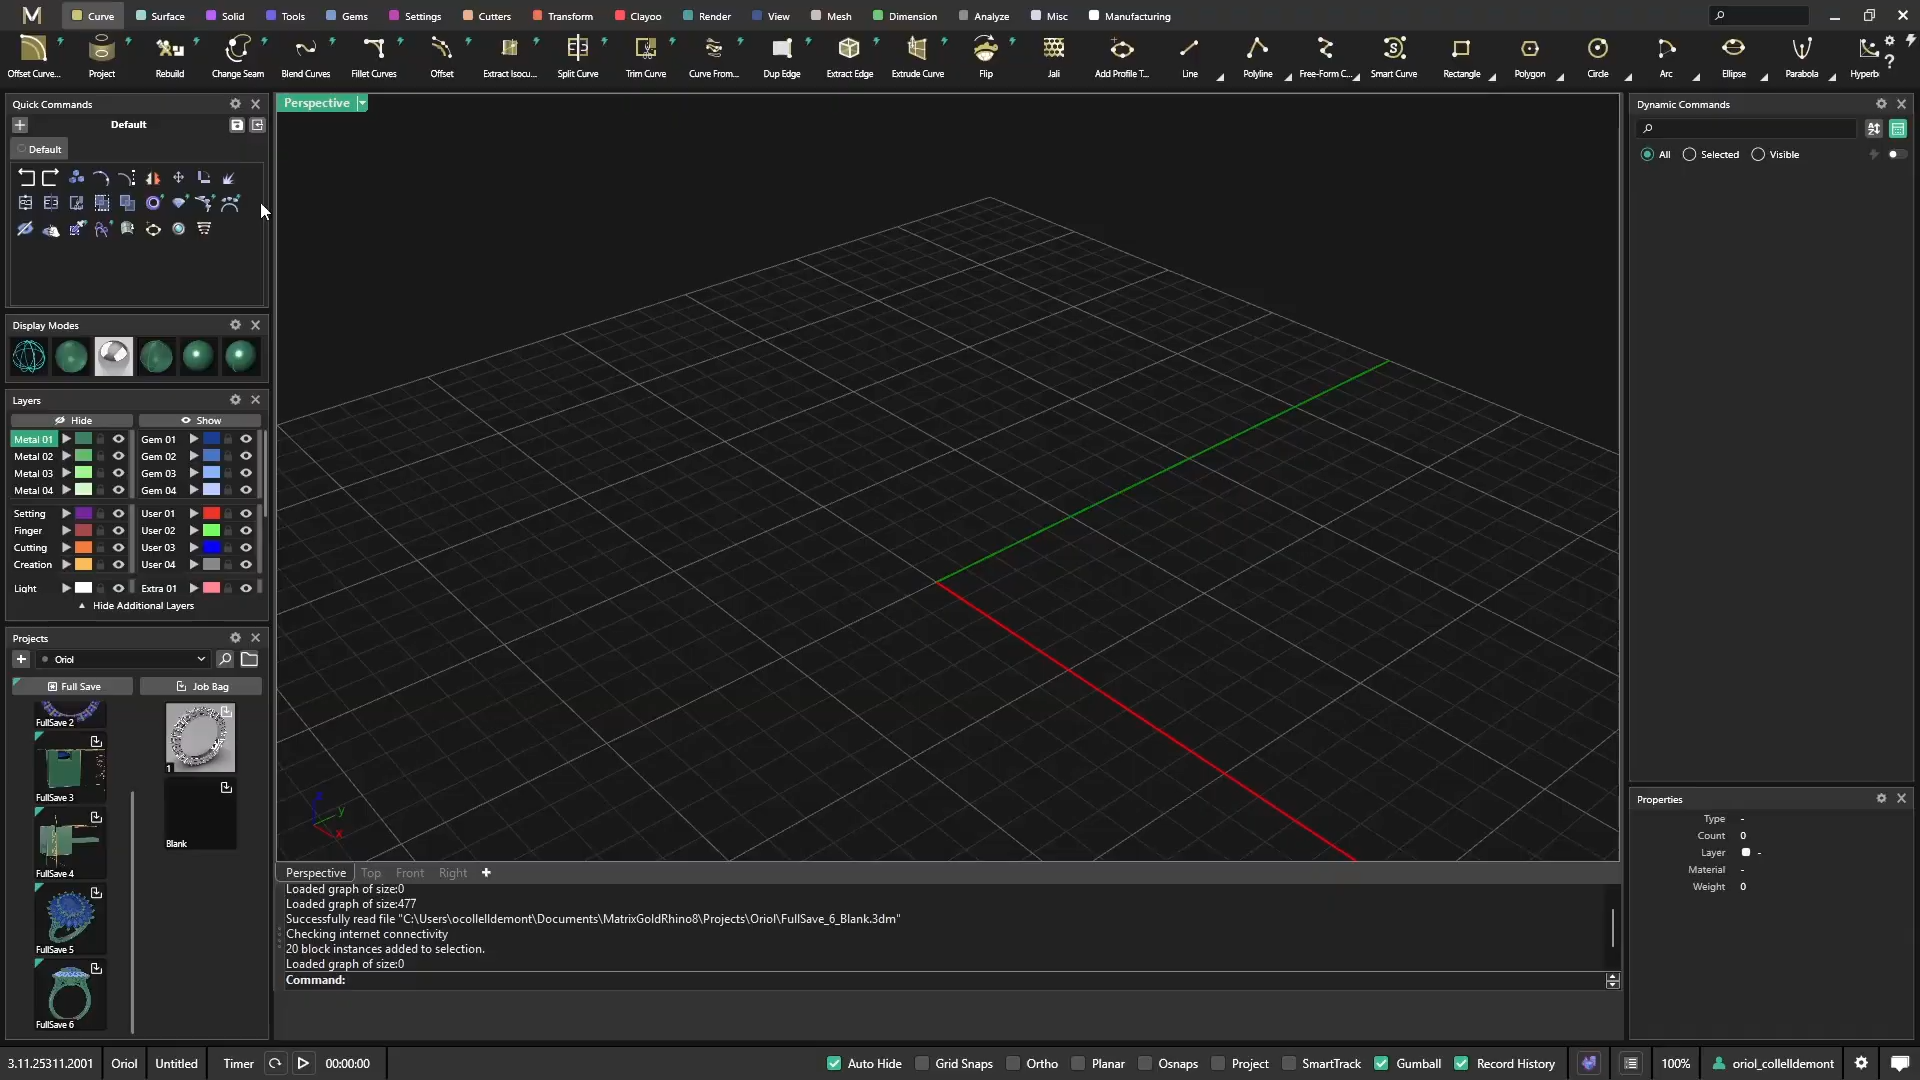 M Curve Surface Solid Tools Gems Settings Cutters Transform Clayoo Render View Mesh Dimension Analyze Misc Manufacturing
Offset Curve... Project Rebuild Change Seam Blend Curves Fillet Curves Offset Extract Isocu... Split Curve Trim Curve Curve From... Dup Edge Extract Edge Extrude Curve Flip Jali Add Profile T... Line Polyline Free-Form C... Smart Curve Rectangle Polygon Circle Arc Ellipse Parabola Hyperb
Quick Commands
Default
Default
Display Modes
Layers
Hide Show
Metal 01 Gem 01
Metal 02 Gem 02
Metal 03 Gem 03
Metal 04 Gem 04
Setting User 01
Finger User 02
Cutting User 03
Creation User 04
Light Extra 01
Hide Additional Layers
Projects
Oriol
Full Save Job Bag
FullSave 2
1
FullSave 3
Blank
FullSave 4
FullSave 5
FullSave 6
Perspective
y
x
Perspective Top Front Right
Loaded graph of size:0
Loaded graph of size:477
Successfully read file "C:\Users\ocollelldemont\Documents\MatrixGoldRhino8\Projects\Oriol\FullSave_6_Blank.3dm"
Checking internet connectivity
20 block instances added to selection.
Loaded graph of size:0
Command:
Dynamic Commands
All Selected Visible
Properties
Type -
Count 0
Layer -
Material -
Weight 0
3.11.25311.2001 Oriol Untitled Timer 00:00:00 Auto Hide Grid Snaps Ortho Planar Osnaps Project SmartTrack Gumball Record History 100% oriol_collelldemont